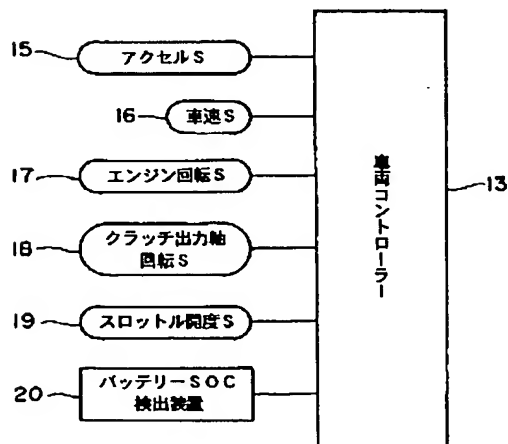 15
アクセルS
16
車速S
17
エンジン回転S
18
クラッチ出力軸
回転S
19
スロットル開度S
20
バッテリーSOC
検出装置
車両コントローラー
13